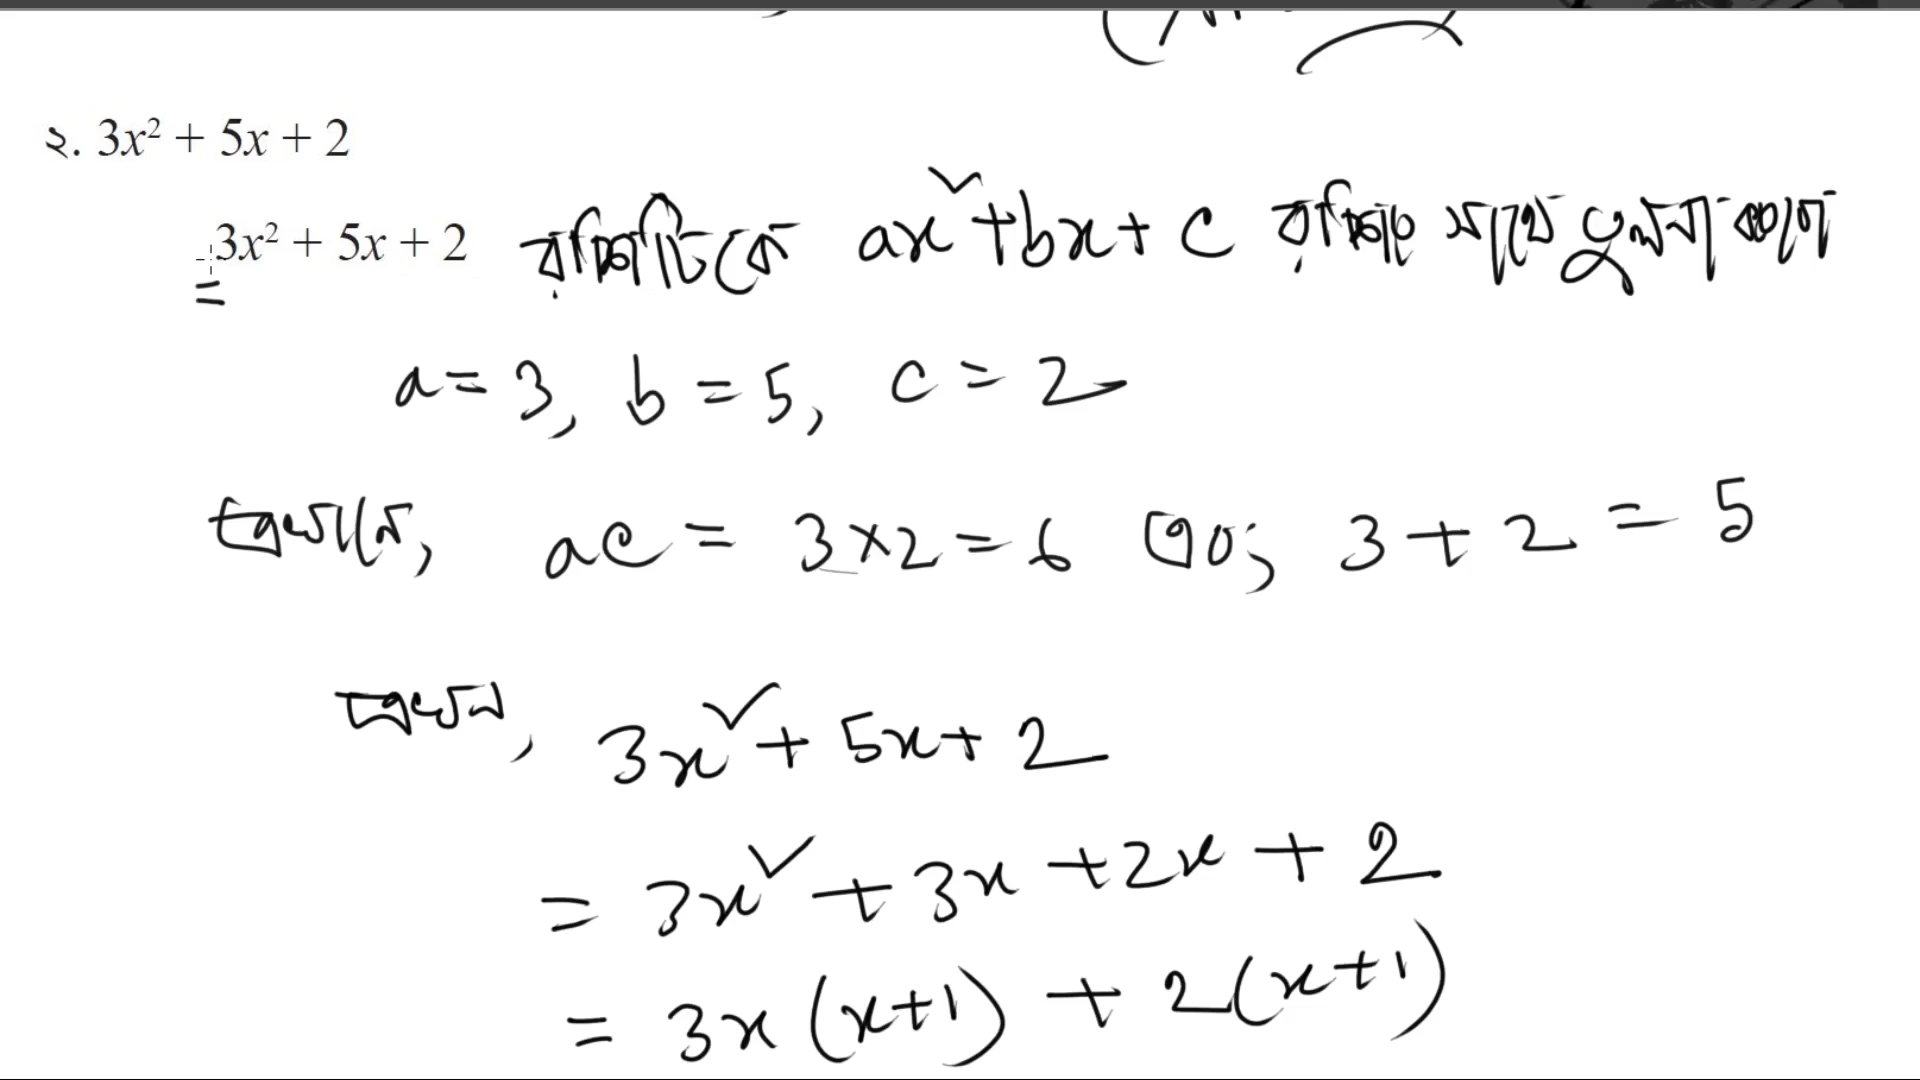 ২. 3x² + 5x + 2
3x² + 5x + 2 রাশিটিকে ax² + bx + c রাশির সাথে তুলনা করলে
=
a = 3, b = 5, c = 2
এখানে, ac = 3 × 2 = 6 এবং 3 + 2 = 5
এখন, 3x² + 5x + 2
= 3x² + 3x + 2x + 2
= 3x (x+1) + 2 (x+1)